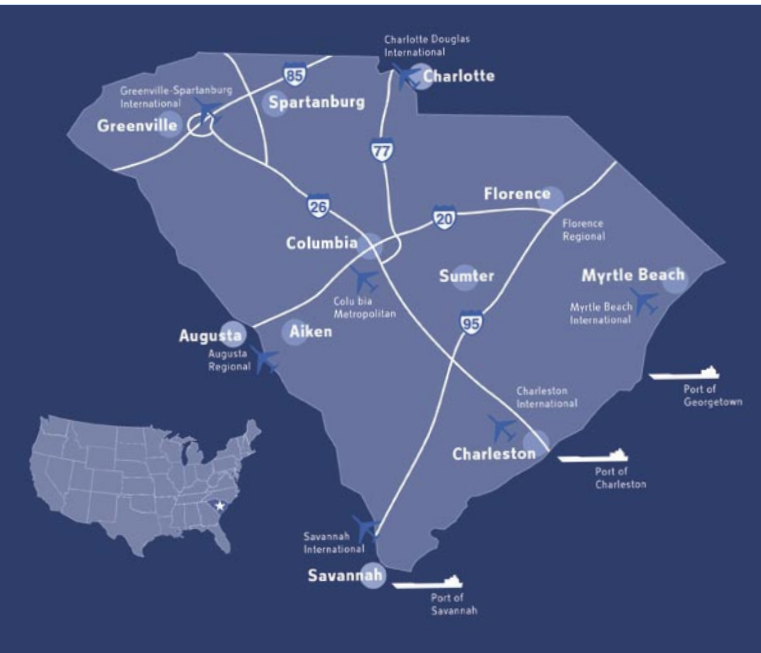 Charlotte Douglas
International
Charlotte
85
Greenville-Spartanburg
International
Spartanburg
Greenville
77
Florence
26
20
Florence
Regional
Columbia
Sumter
Myrtle Beach
Colu bia
Metropolitan
Myrtle Beach
International
95
Augusta
Aiken
Augusta
Regional
Port of
Georgetown
Charleston
International
Charleston
Port of
Charleston
Savannah
International
Savannah
Port of
Savannah